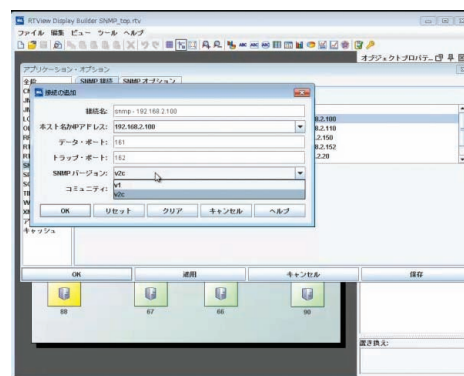 RTView Display Builder SNMP_top.rtv
ファイル 編集 ビュー ツール ヘルプ
オブジェクトプロパティ..
アプリケーション・オプション
全般
SNMP 接続 SNMP オプション
接続の追加
接続名: snmp - 192.168.2.100
ホスト名かIPアドレス: 192.168.2.100
データ・ポート: 161
トラップ・ポート: 162
SNMP バージョン: v2c
v1
コミュニティ: v2c
OK リセット クリア キャンセル ヘルプ
8.2.100
8.2.110
.2.150
8.2.152
.2.20
キャッシュ
OK 適用 キャンセル 保存
88 67 66 90
置き換え: